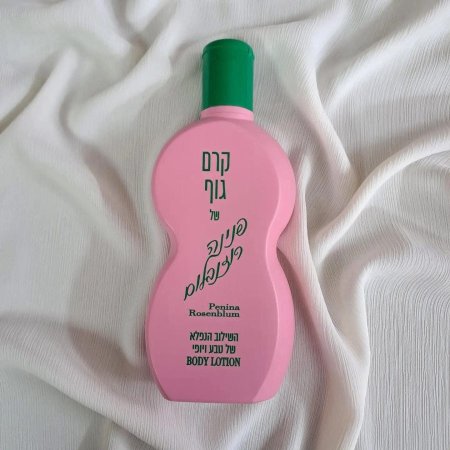 קרם
גוף
של
פנינה
רוזנבלום
Penina
Rosenblum
השילוב הנפלא
של טבע ויופי
BODY LOTION